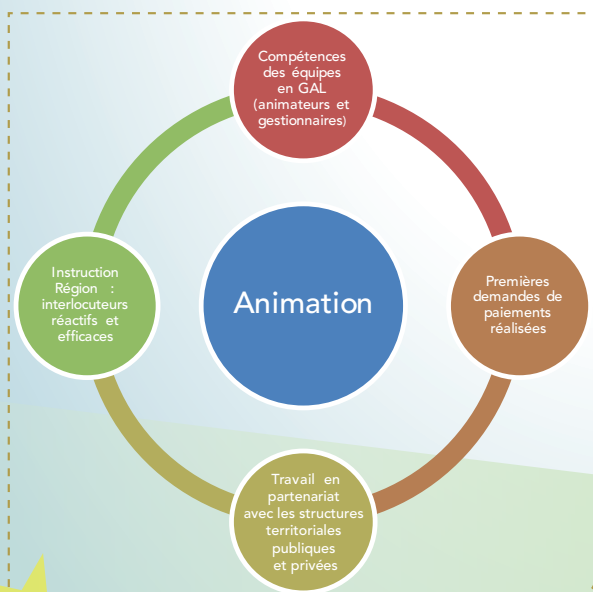 Compétences
des équipes
en GAL
(animateurs et
gestionnaires)
Instruction
Région :
interlocuteurs
réactifs et
efficaces
Animation
Premières
demandes de
paiements
réalisées
Travail en
partenariat
avec les structures
territoriales
publiques
et privées